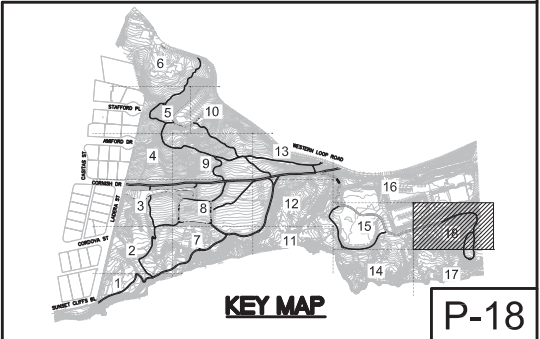 6
STAFFORD PL
5
10
AMIFORD DR
WESTERN LOOP ROAD
13
4
CASITAS ST
9
CORNISH DR
16
3
LADERA ST
12
8
15
18
CORDOVA ST
7
11
2
14
17
1
SUNSET CLIFFS BL
KEY MAP
P-18